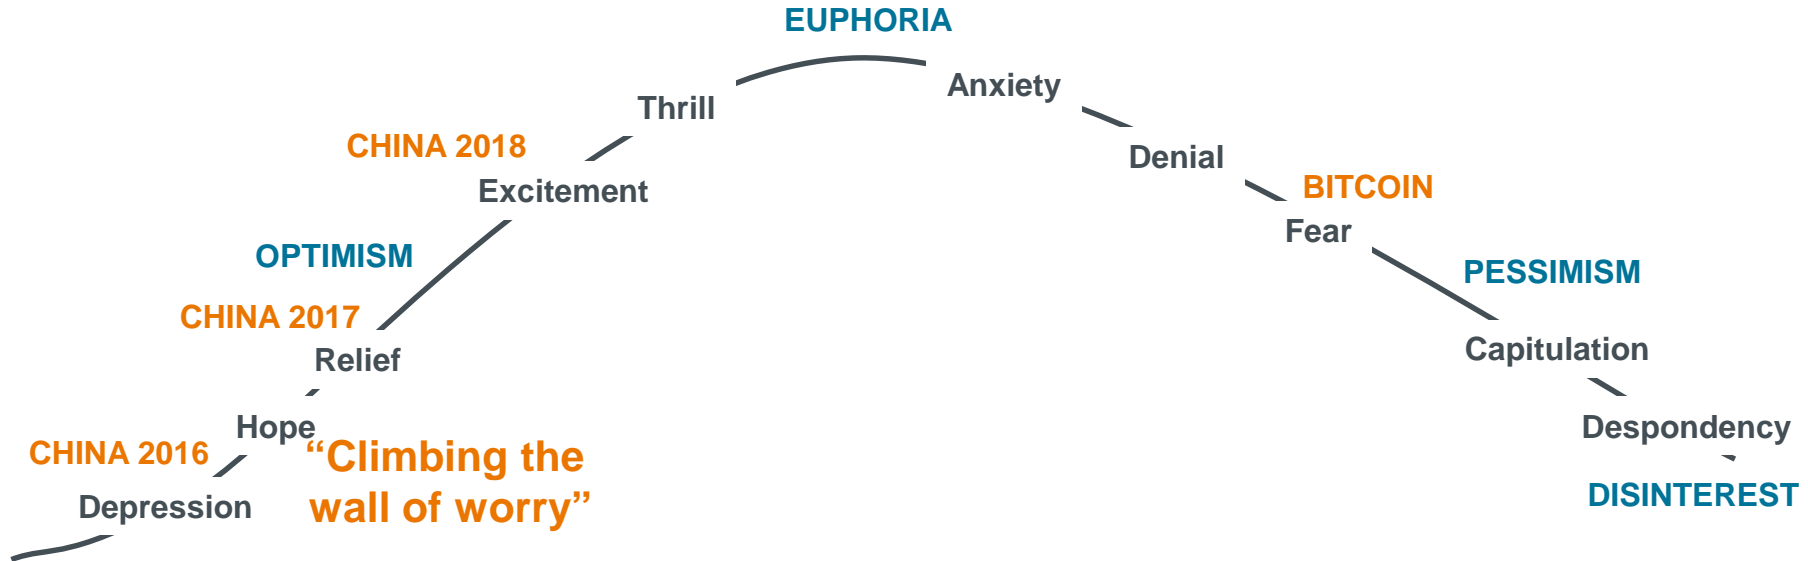 EUPHORIA
Anxiety
Thrill
CHINA 2018
Denial
Excitement
BITCOIN
Fear
OPTIMISM
PESSIMISM
CHINA 2017
Relief
Capitulation
Hope
Despondency
CHINA 2016
“Climbing the
wall of worry”
Depression
DISINTEREST